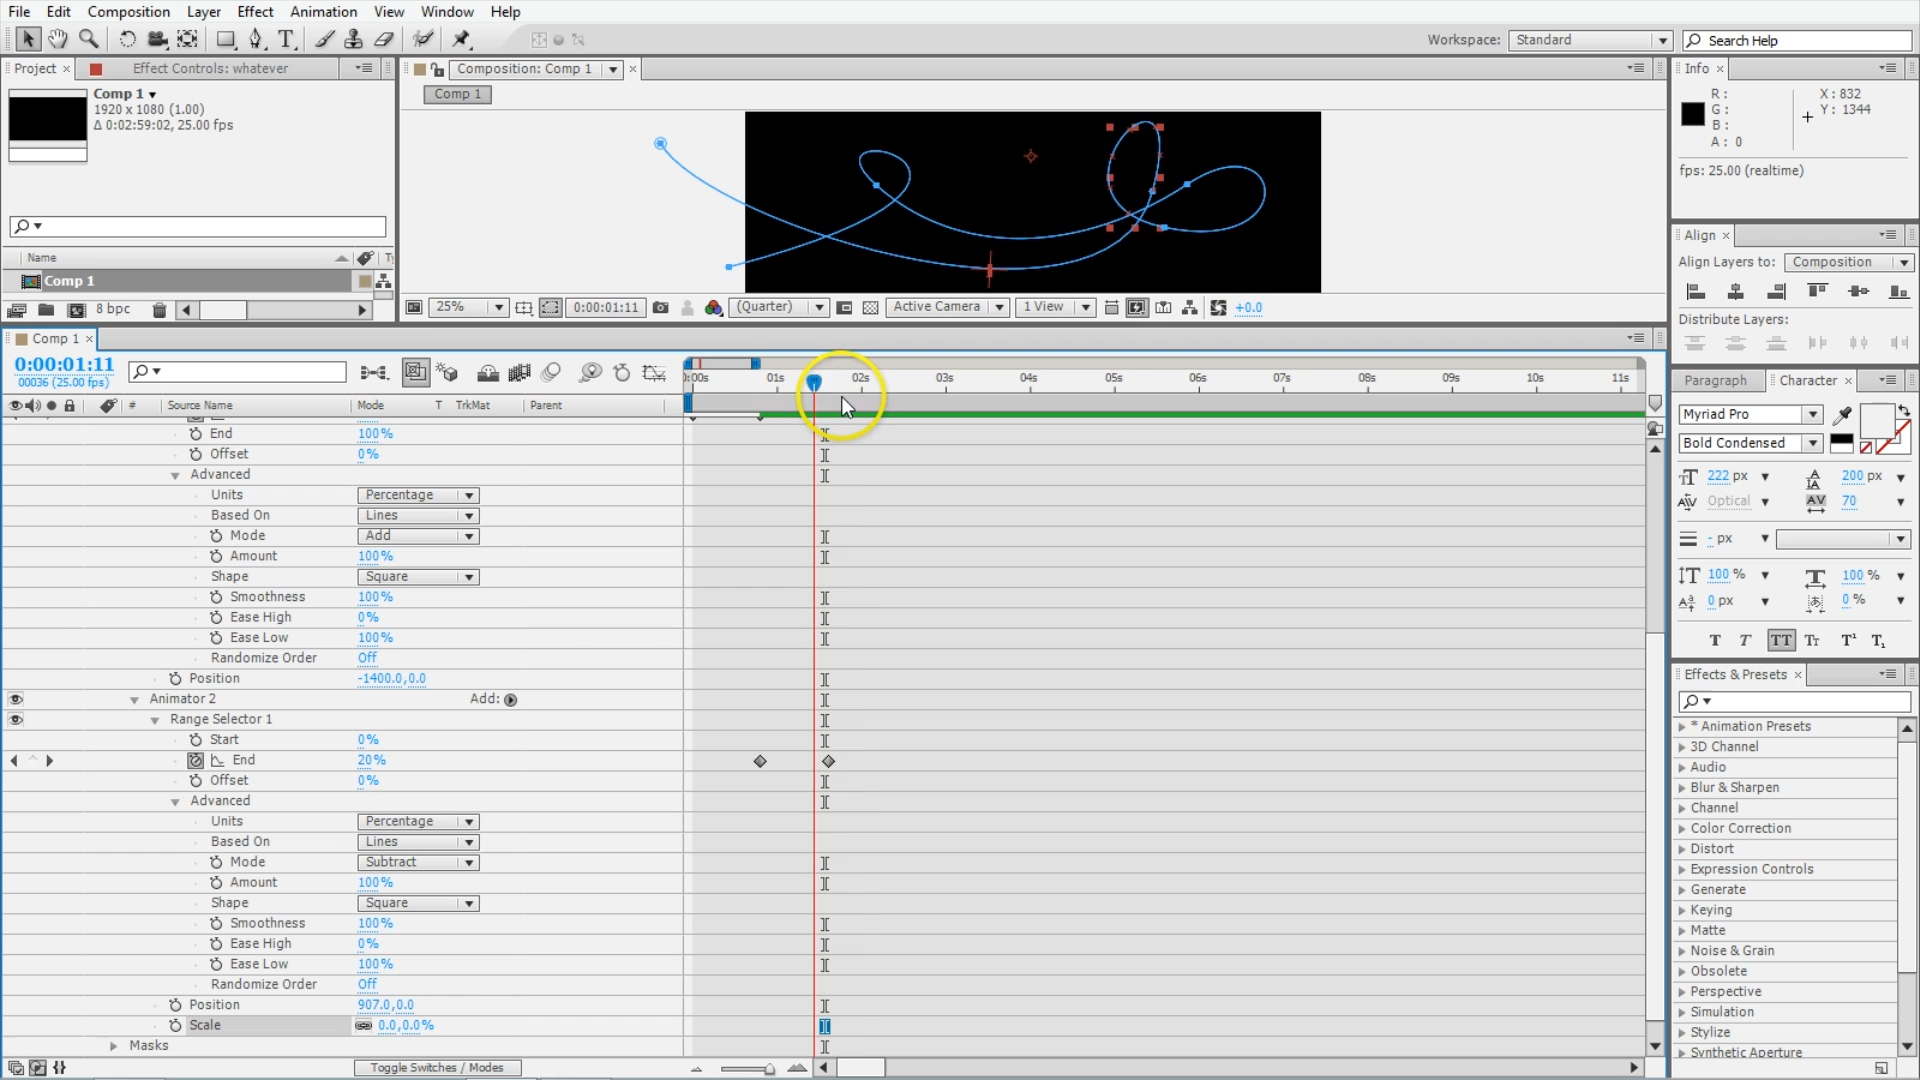 File Edit Composition Layer Effect Animation View Window Help
Workspace: Standard Search Help
Project × Effect Controls: whatever
Composition: Comp 1 ×
Info ×
Comp 1
1920 x 1080 (1.00)
Δ 0:02:59:02, 25.00 fps
Comp 1
R :
G :
B :
A : 0
X : 832
Y : 1344
fps: 25.00 (realtime)
Align ×
Align Layers to: Composition
Distribute Layers:
Name
Comp 1
8 bpc
25% 0:00:01:11 (Quarter) Active Camera 1 View +0.0
Comp 1 ×
0:00:01:11
00036 (25.00 fps)
:00s 01s 02s 03s 04s 05s 06s 07s 08s 09s 10s 11s
# Source Name Mode T TrkMat Parent
End 100%
Offset 0%
Advanced
Units Percentage
Based On Lines
Mode Add
Amount 100%
Shape Square
Smoothness 100%
Ease High 0%
Ease Low 100%
Randomize Order Off
Position -1400.0,0.0
Animator 2 Add:
Range Selector 1
Start 0%
End 20%
Offset 0%
Advanced
Units Percentage
Based On Lines
Mode Subtract
Amount 100%
Shape Square
Smoothness 100%
Ease High 0%
Ease Low 100%
Randomize Order Off
Position 907.0,0.0
Scale 0.0,0.0%
Masks
Toggle Switches / Modes
Paragraph Character ×
Myriad Pro
Bold Condensed
222 px 200 px
Optical 70
- px
100 % 100 %
0 px 0 %
T T TT Tr T¹ T₁
Effects & Presets ×
* Animation Presets
3D Channel
Audio
Blur & Sharpen
Channel
Color Correction
Distort
Expression Controls
Generate
Keying
Matte
Noise & Grain
Obsolete
Perspective
Simulation
Stylize
Synthetic Aperture